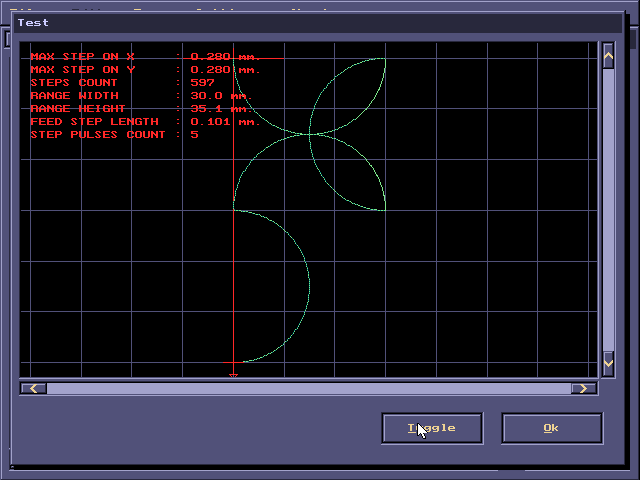 Test
MAX STEP ON X : 0.280 mm.
MAX STEP ON Y : 0.280 mm.
STEPS COUNT : 597
RANGE WIDTH : 30.0 mm.
RANGE HEIGHT : 35.1 mm.
FEED STEP LENGTH : 0.101 mm.
STEP PULSES COUNT : 5
Toggle Ok